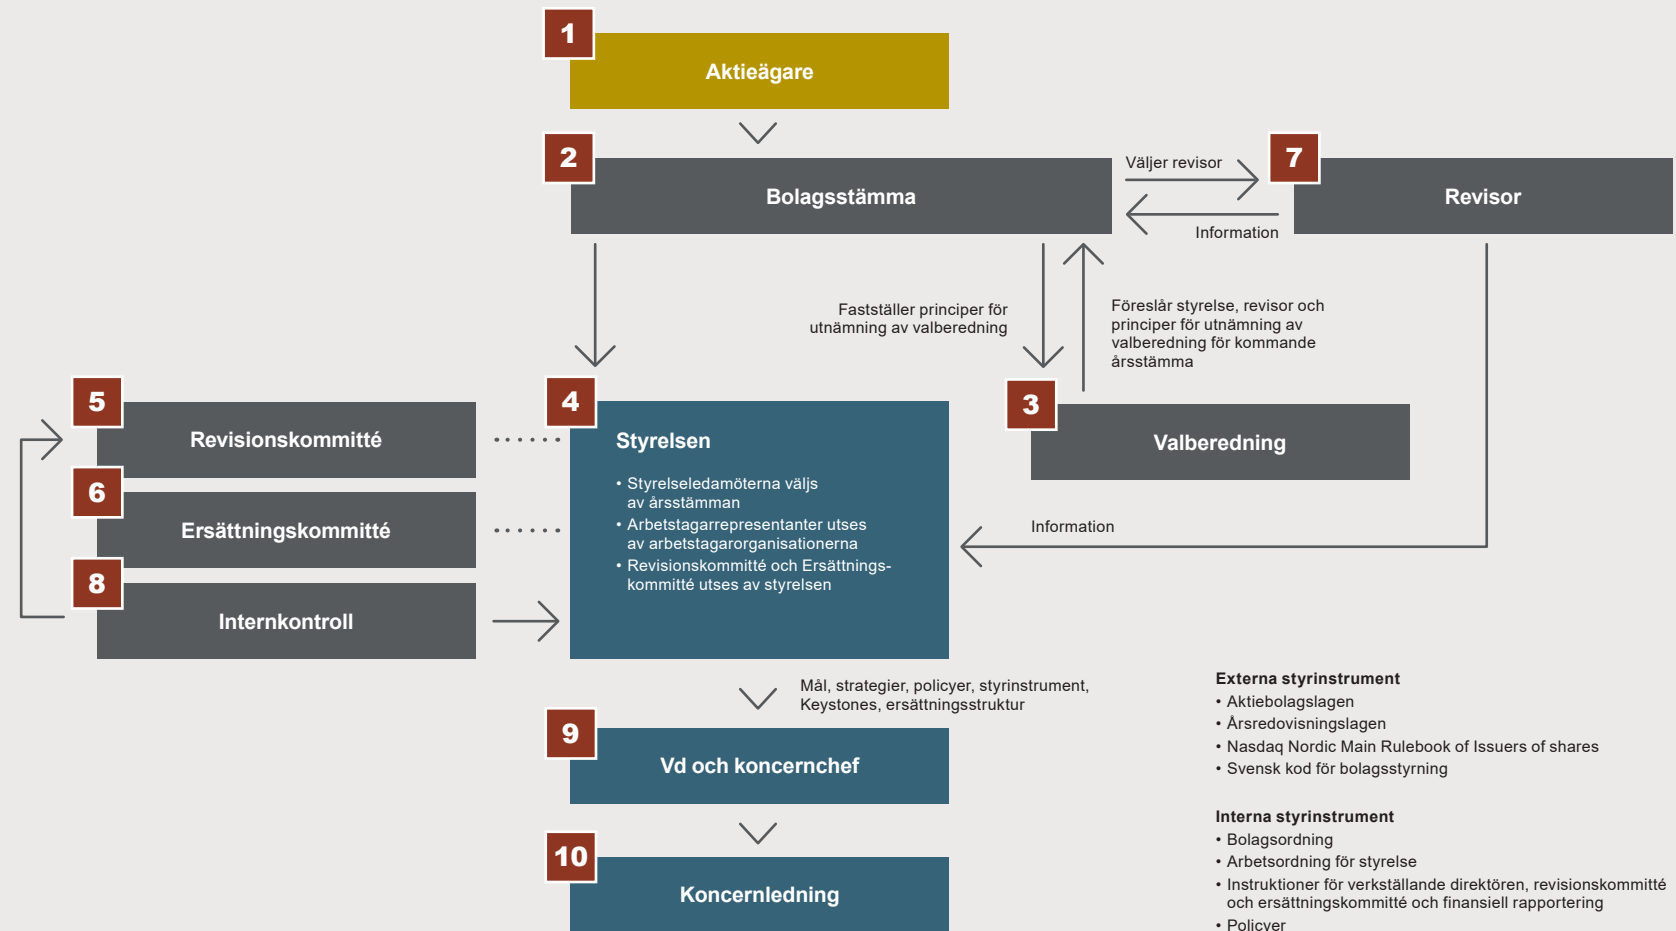 1
Aktieägare
2
Bolagsstämma
Väljer revisor
Information
7
Revisor
Fastställer principer för
utnämning av valberedning
Föreslår styrelse, revisor och
principer för utnämning av
valberedning för kommande
årsstämma
5
Revisionskommitté
6
Ersättningskommitté
8
Internkontroll
4
Styrelsen
• Styrelseledamöterna väljs
av årsstämman
• Arbetstagarrepresentanter utses
av arbetstagarorganisationerna
• Revisionskommitté och Ersättnings-
kommitté utses av styrelsen
3
Valberedning
Information
Mål, strategier, policyer, styrinstrument,
Keystones, ersättningsstruktur
9
Vd och koncernchef
10
Koncernledning
Externa styrinstrument
• Aktiebolagslagen
• Årsredovisningslagen
• Nasdaq Nordic Main Rulebook of Issuers of shares
• Svensk kod för bolagsstyrning
Interna styrinstrument
• Bolagsordning
• Arbetsordning för styrelse
• Instruktioner för verkställande direktören, revisionskommitté
och ersättningskommitté och finansiell rapportering
• Policyer